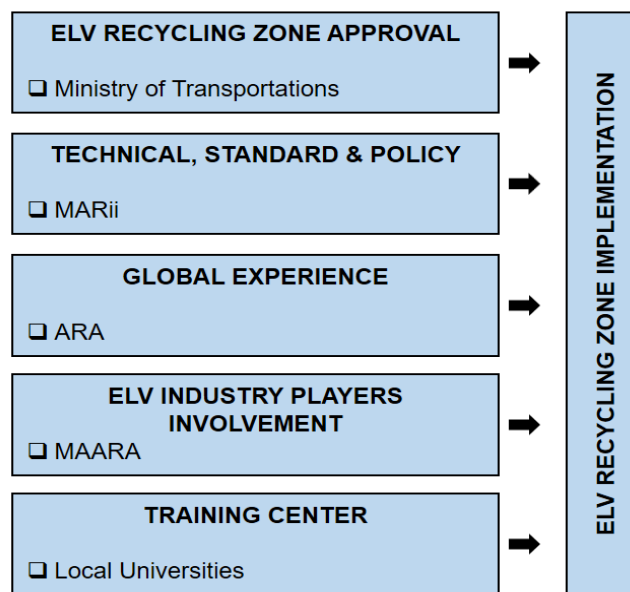 ELV RECYCLING ZONE APPROVAL
❑ Ministry of Transportations
TECHNICAL, STANDARD & POLICY
❑ MARii
GLOBAL EXPERIENCE
❑ ARA
ELV INDUSTRY PLAYERS
INVOLVEMENT
❑ MAARA
TRAINING CENTER
❑ Local Universities
ELV RECYCLING ZONE IMPLEMENTATION